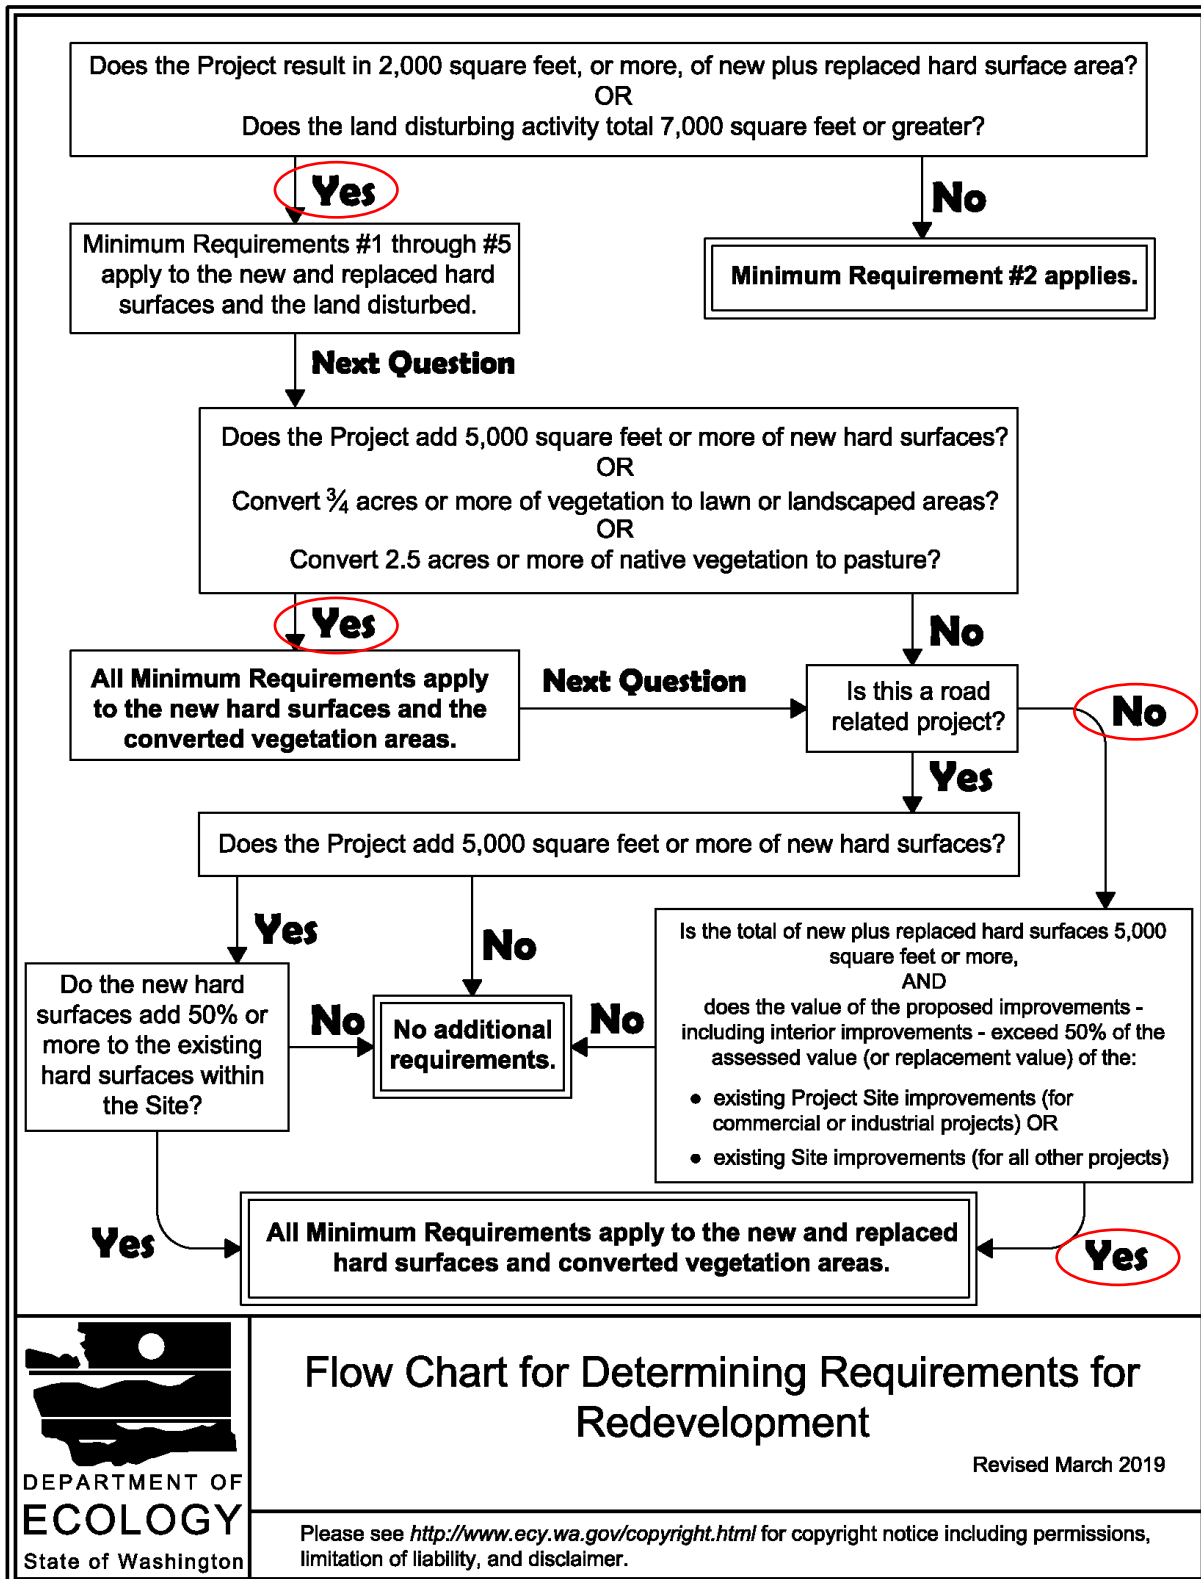 Does the Project result in 2,000 square feet, or more, of new plus replaced hard surface area?
OR
Does the land disturbing activity total 7,000 square feet or greater?
Yes
No
Minimum Requirements #1 through #5
apply to the new and replaced hard
surfaces and the land disturbed.
Minimum Requirement #2 applies.
Next Question
Does the Project add 5,000 square feet or more of new hard surfaces?
OR
Convert ¾ acres or more of vegetation to lawn or landscaped areas?
OR
Convert 2.5 acres or more of native vegetation to pasture?
Yes
No
All Minimum Requirements apply
to the new hard surfaces and the
converted vegetation areas.
Next Question
Is this a road
related project?
No
Yes
Does the Project add 5,000 square feet or more of new hard surfaces?
Yes
No
Do the new hard
surfaces add 50% or
more to the existing
hard surfaces within
the Site?
No
No additional
requirements.
No
Is the total of new plus replaced hard surfaces 5,000
square feet or more,
AND
does the value of the proposed improvements -
including interior improvements - exceed 50% of the
assessed value (or replacement value) of the:
● existing Project Site improvements (for
commercial or industrial projects) OR
● existing Site improvements (for all other projects)
Yes
All Minimum Requirements apply to the new and replaced
hard surfaces and converted vegetation areas.
Yes
DEPARTMENT OF
ECOLOGY
State of Washington
Flow Chart for Determining Requirements for
Redevelopment
Revised March 2019
Please see http://www.ecy.wa.gov/copyright.html for copyright notice including permissions,
limitation of liability, and disclaimer.